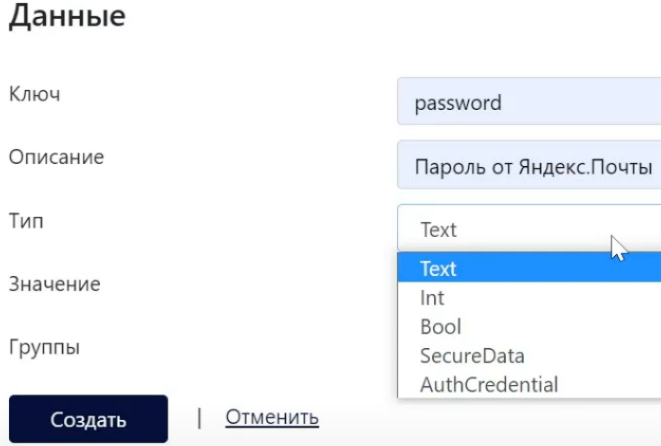 Данные
Ключ
password
Описание
Пароль от Яндекс.Почты
Тип
Text
Text
Int
Bool
SecureData
AuthCredential
Значение
Группы
Создать | Отменить